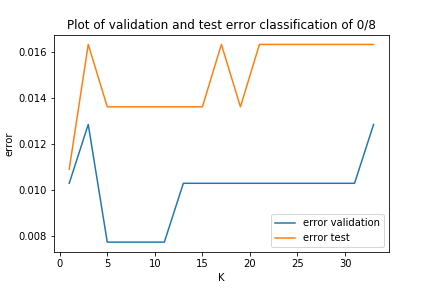 Plot of validation and test error classification of 0/8
0.016
0.014
0.012
0.010
0.008
error
0 5 10 15 20 25 30
K
error validation
error test